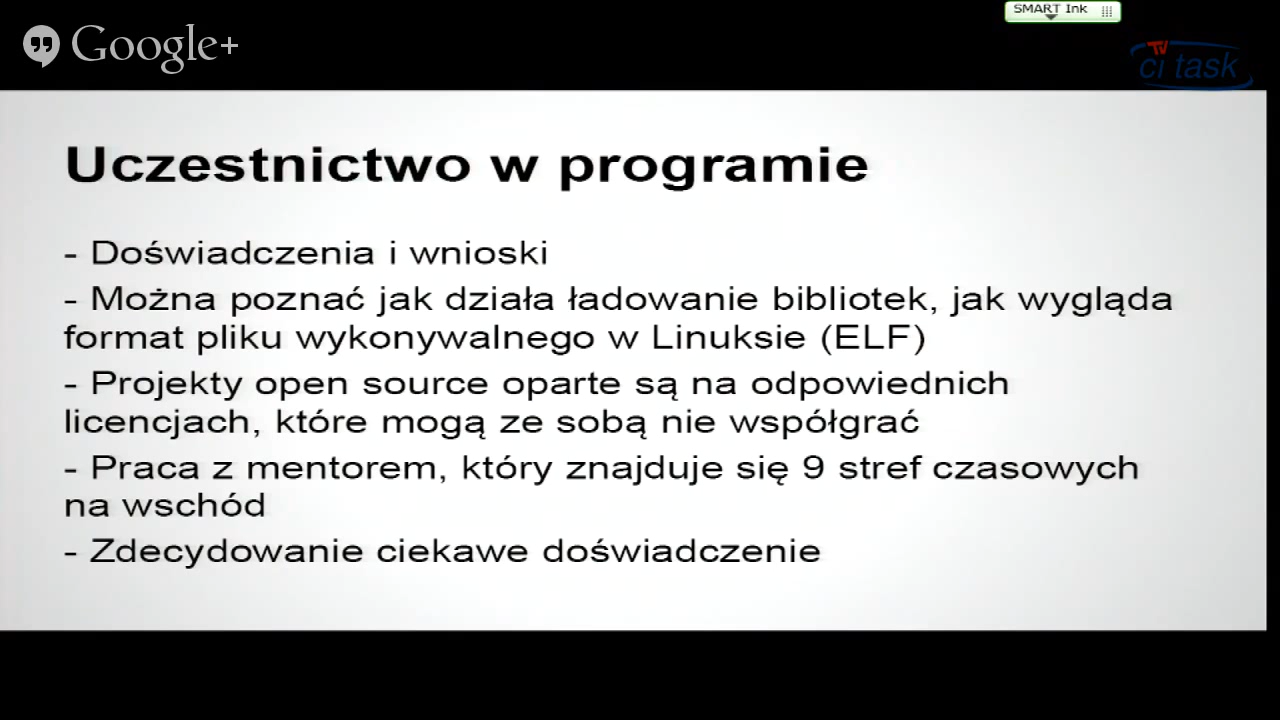 SMART Ink
Google+
TV
ci task
Uczestnictwo w programie
- Doświadczenia i wnioski
- Można poznać jak działa ładowanie bibliotek, jak wygląda
format pliku wykonywalnego w Linuksie (ELF)
- Projekty open source oparte są na odpowiednich
licencjach, które mogą ze sobą nie współgrać
- Praca z mentorem, który znajduje się 9 stref czasowych
na wschód
- Zdecydowanie ciekawe doświadczenie